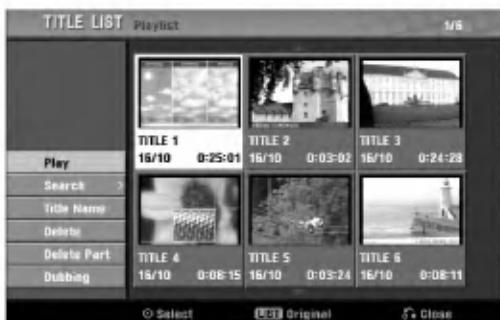 TITLE LIST Playlist 1/6
TITLE 1 TITLE 2 TITLE 3
16/10 0:25:01 16/10 0:03:02 16/10 0:24:28
Play
Search >
Title Name
Delete
Delete Part
Dubbing
TITLE 4 TITLE 5 TITLE 6
16/10 0:08:15 16/10 0:03:24 16/10 0:08:11
Select LIST Original Close